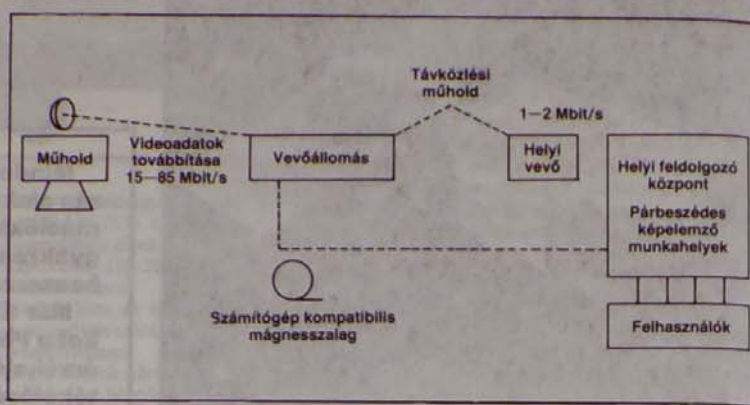 Távközlési
műhold
1—2 Mbit/s
Műhold
Videoadatok
továbbítása
15—85 Mbit/s
Vevőállomás
Helyi
vevő
Helyi feldolgozó
központ
Párbeszédes
képelemző
munkahelyek
Számítógép kompatibilis
mágnesszalag
Felhasználók